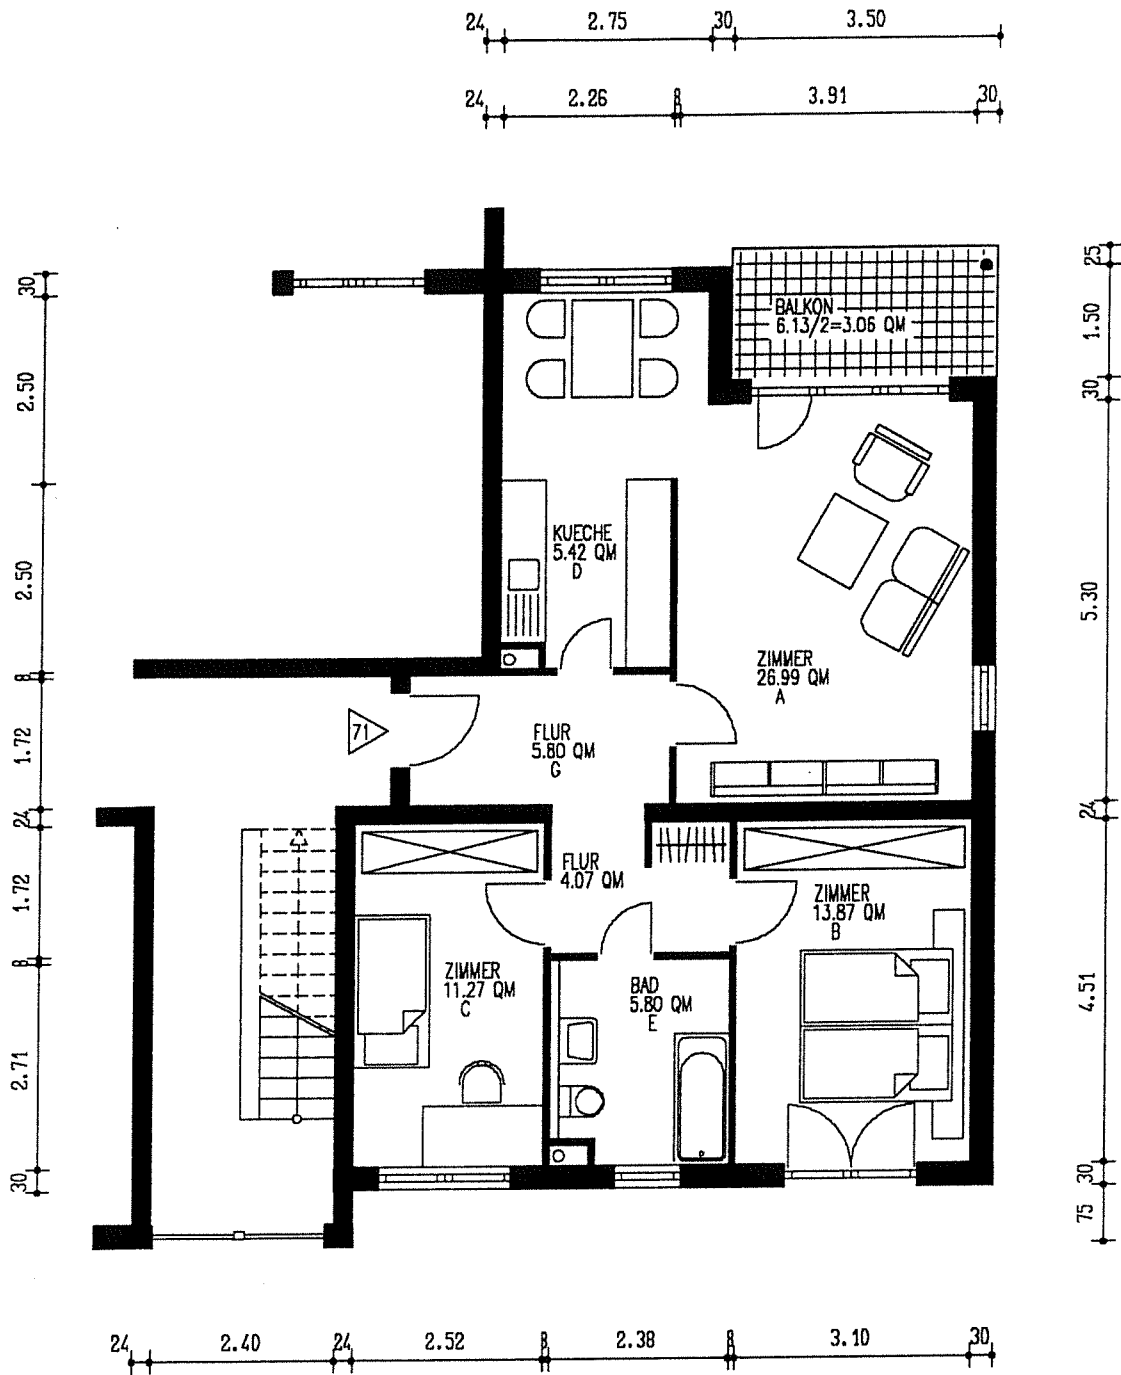 24 2.75 30 3.50
24 2.26 8 3.91 30
30
2.50
2.50
8
1.72
24
1.72
8
2.71
30
25
1.50
30
5.30
24
4.51
30
75
BALKON
6.13/2=3.06 QM
KUECHE
5.42 QM
D
ZIMMER
26.99 QM
A
71
FLUR
5.80 QM
G
FLUR
4.07 QM
ZIMMER
13.87 QM
B
ZIMMER
11.27 QM
C
BAD
5.80 QM
E
24 2.40 24 2.52 8 2.38 8 3.10 30